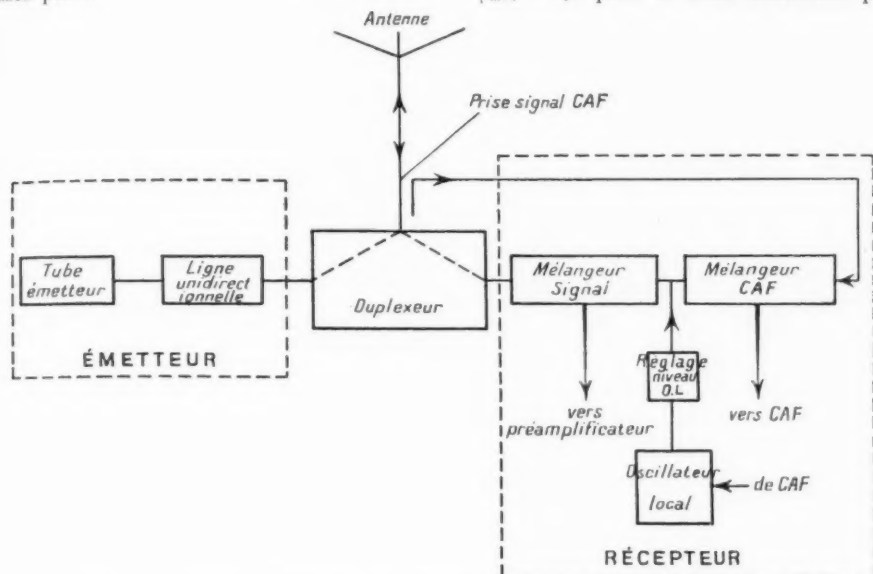 Antenne
Prise signal CAF
Tube
émetteur
Ligne
unidirect
ionnelle
Duplexeur
Mélangeur
Signal
Mélangeur
CAF
ÉMETTEUR
Réglage
niveau
O.L
vers
préamplificateur
vers CAF
Oscillateur
local
de CAF
RÉCEPTEUR